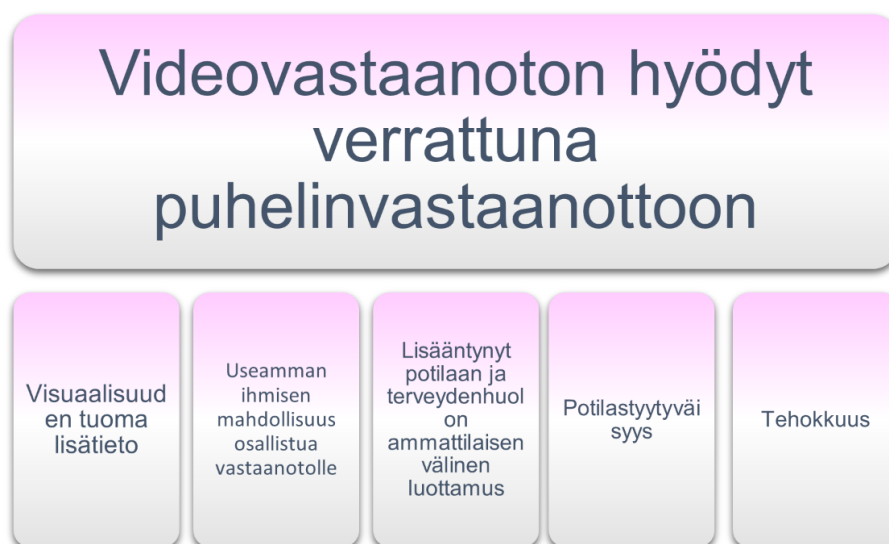 Videovastaanoton hyödyt
verrattuna
puhelinvastaanottoon
Visuaalisuud
en tuoma
lisätieto
Useamman
ihmisen
mahdollisuus
osallistua
vastaanotolle
Lisääntynyt
potilaan ja
terveydenhuol
on
ammattilaisen
välinen
luottamus
Potilastyytyväi
syys
Tehokkuus